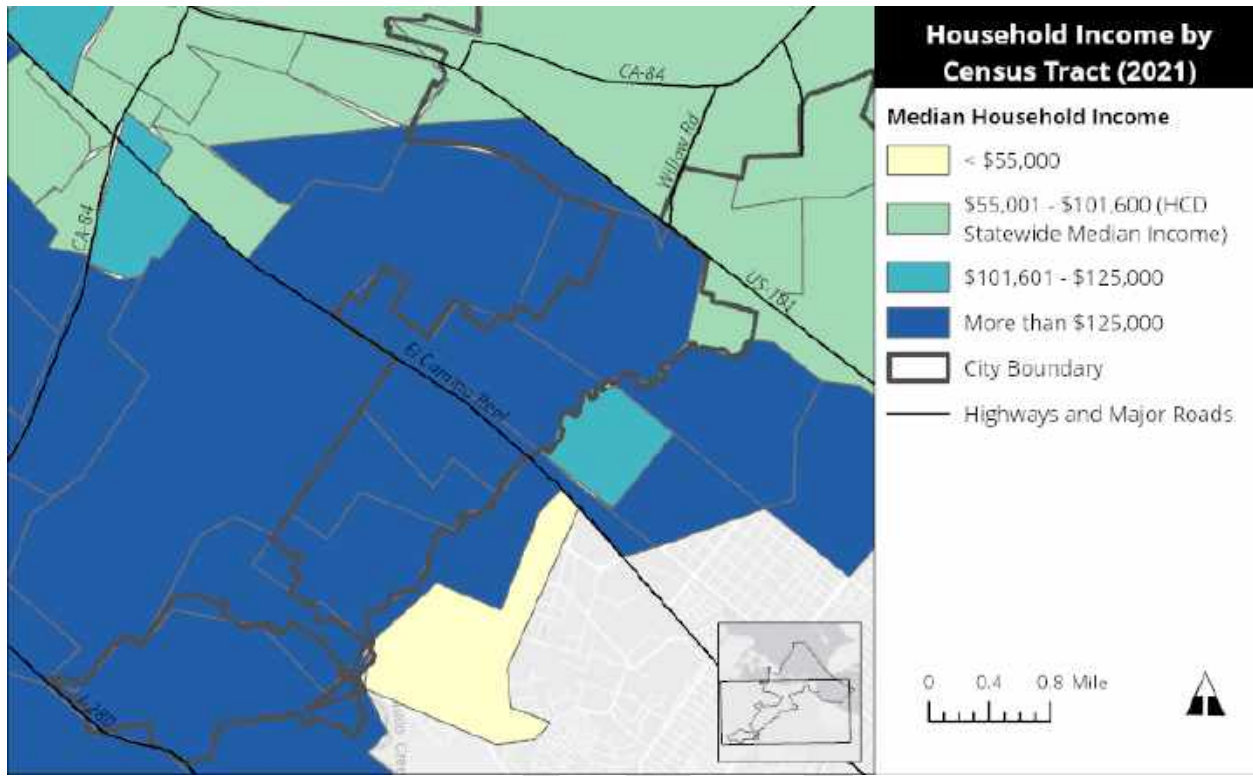 Household Income by
Census Tract (2021)
Median Household Income
< $55,000
$55,001 - $101,600 (HCD
Statewide Median Income)
$101,601 - $125,000
More than $125,000
City Boundary
Highways and Major Roads
0 0.4 0.8 Mile
CA-84
Willow Rd
CA-84
US-101
El Camino Real